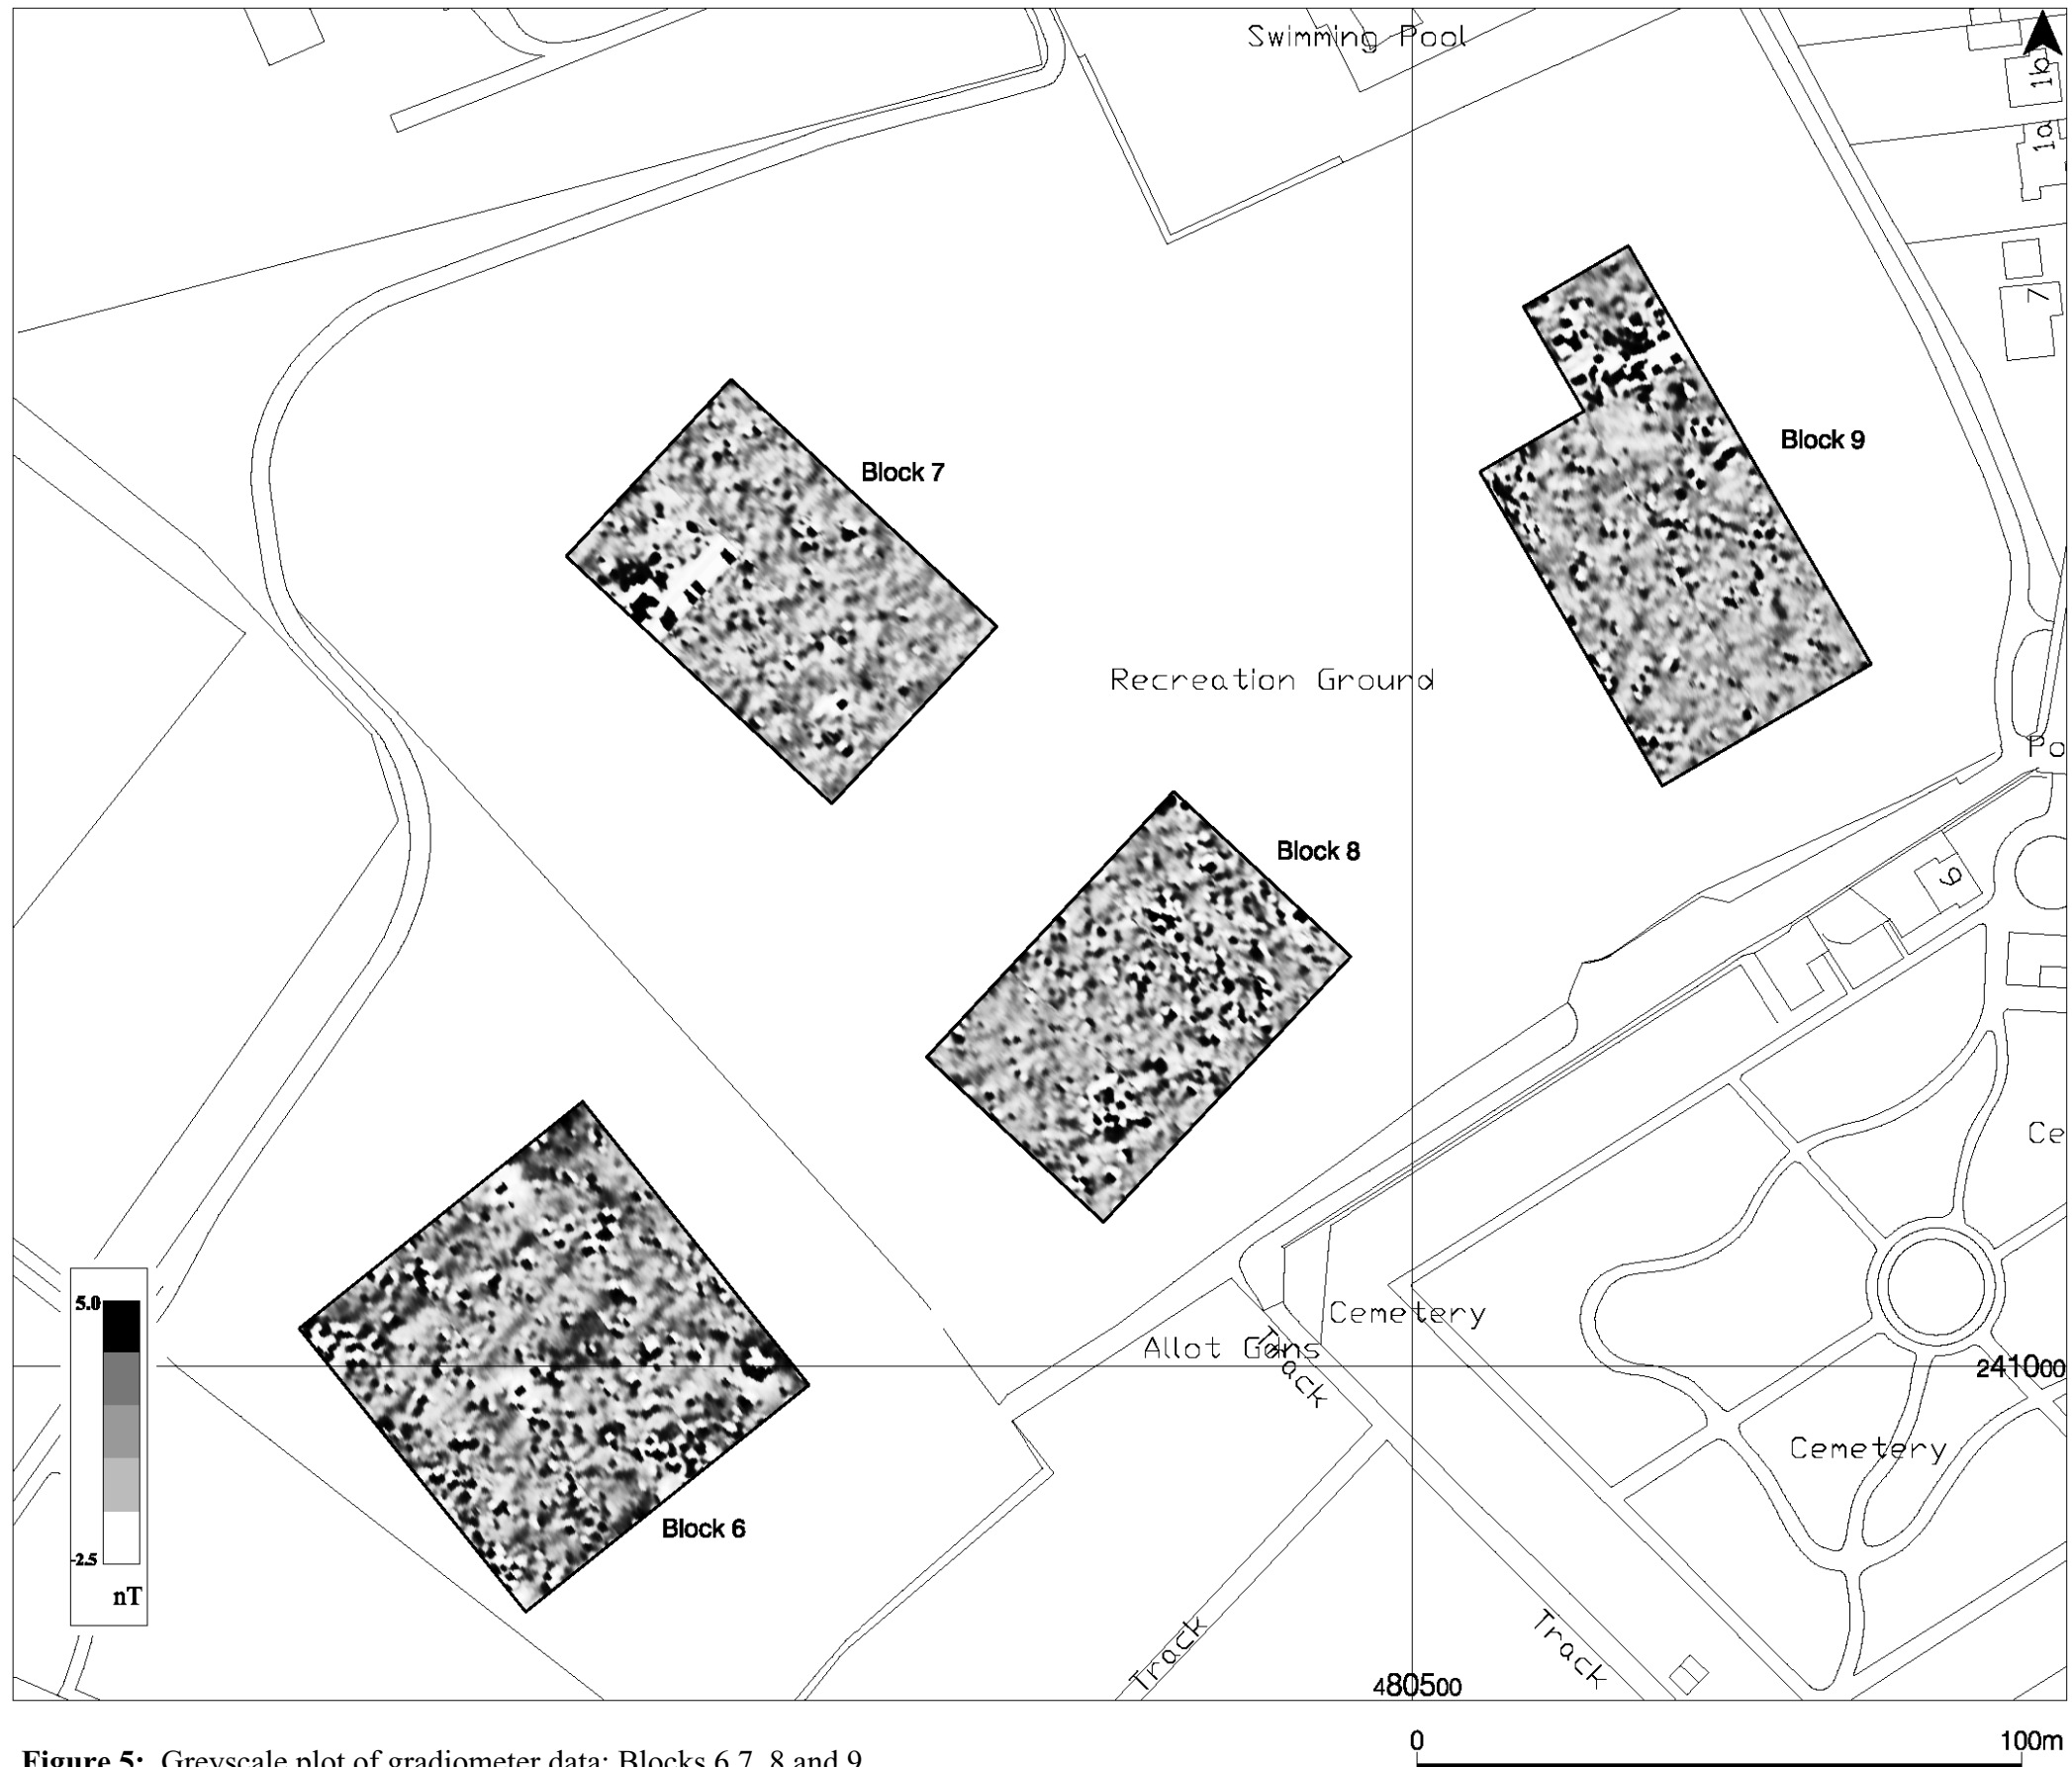 Swimming Pool
1b
1a
7
Block 9
Block 7
Recreation Ground
Po
Block 8
9
Ce
5.0
Cemetery
Allot Gdns
Track
241000
Cemetery
Block 6
-2.5
nT
Track
Track
480500
0 100m
Figure 5: Greyscale plot of gradiometer data; Blocks 6,7, 8 and 9